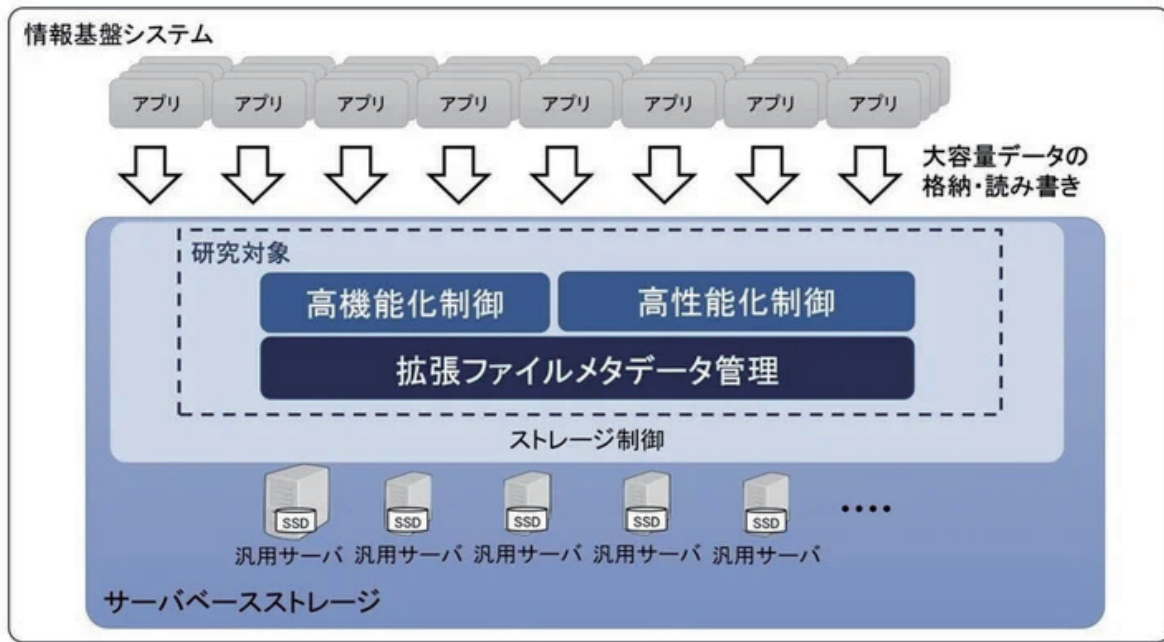 情報基盤システム
アプリ アプリ アプリ アプリ アプリ アプリ アプリ アプリ
大容量データの
格納・読み書き
研究対象
高機能化制御 高性能化制御
拡張ファイルメタデータ管理
ストレージ制御
SSD SSD SSD SSD SSD ••••
汎用サーバ 汎用サーバ 汎用サーバ 汎用サーバ 汎用サーバ
サーバベースストレージ